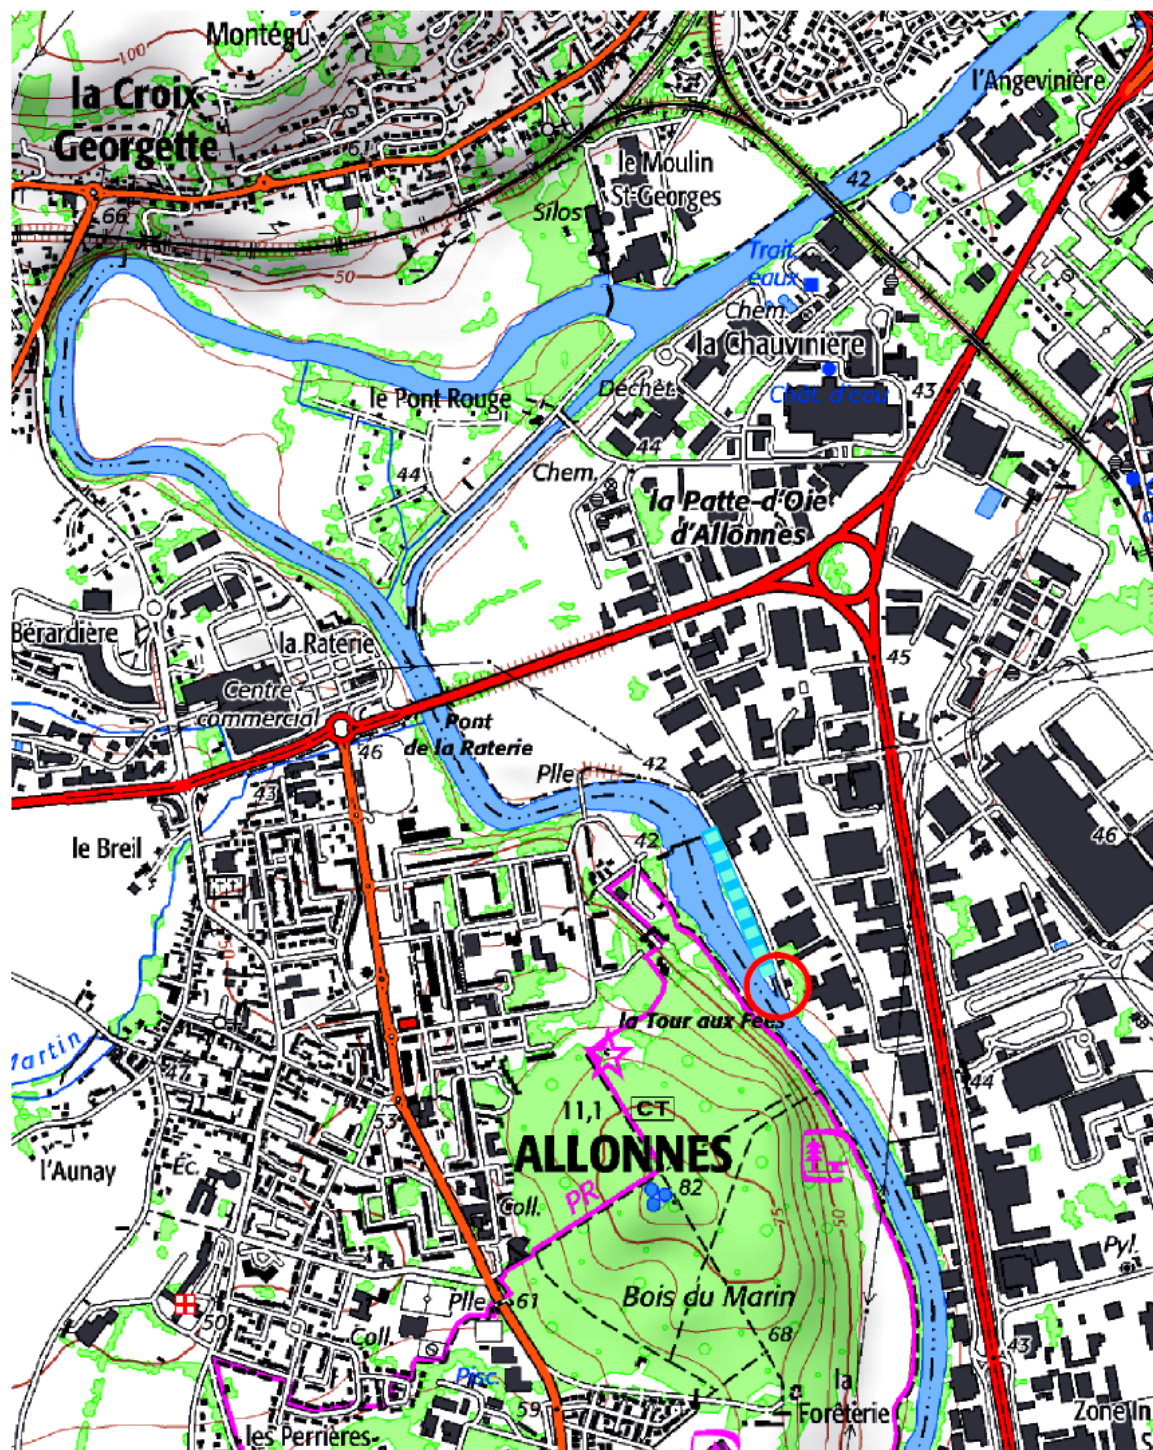 Montégu
100
la Croix
Georgette
l'Angevinière
61
le Moulin
St-Georges
42
Silos
66
50
Trait.
eaux
Chem.
la Chauvinière
Déchet.
le Pont Rouge
Chât. d'eau
43
44
Chem.
44
la Patte-d'Oie
d'Allonnes
Bérardière
la Raterie
45
Centre
commercial
Pont
de la Raterie
46
Plle
42
43
46
le Breil
42
la Tour aux Fées
Martin
44
11,1
CT
53
ALLONNES
l'Aunay
Éc.
Coll.
PR
82
75
50
Pyl.
Bois du Marin
Plle
61
50
Coll.
68
43
Pisc.
la
Forêterie
59
Zone In
les Perrières